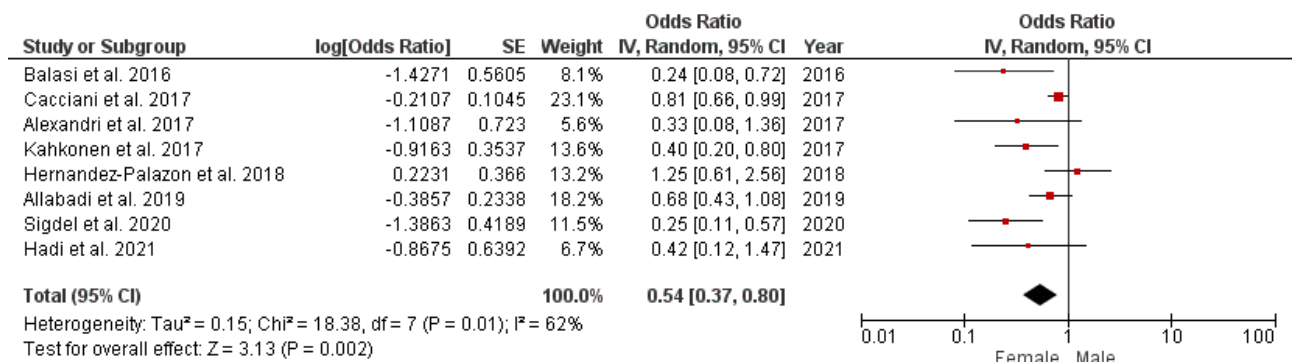 Odds Ratio Odds Ratio
Study or Subgroup log[Odds Ratio] SE Weight IV, Random, 95% CI Year IV, Random, 95% CI
Balasi et al. 2016 -1.4271 0.5605 8.1% 0.24 [0.08, 0.72] 2016
Cacciani et al. 2017 -0.2107 0.1045 23.1% 0.81 [0.66, 0.99] 2017
Alexandri et al. 2017 -1.1087 0.723 5.6% 0.33 [0.08, 1.36] 2017
Kahkonen et al. 2017 -0.9163 0.3537 13.6% 0.40 [0.20, 0.80] 2017
Hernandez-Palazon et al. 2018 0.2231 0.366 13.2% 1.25 [0.61, 2.56] 2018
Allabadi et al. 2019 -0.3857 0.2338 18.2% 0.68 [0.43, 1.08] 2019
Sigdel et al. 2020 -1.3863 0.4189 11.5% 0.25 [0.11, 0.57] 2020
Hadi et al. 2021 -0.8675 0.6392 6.7% 0.42 [0.12, 1.47] 2021
Total (95% CI) 100.0% 0.54 [0.37, 0.80]
Heterogeneity: Tau² = 0.15; Chi² = 18.38, df = 7 (P = 0.01); I² = 62%
Test for overall effect: Z = 3.13 (P = 0.002)
0.01 0.1 1 10 100
Female Male